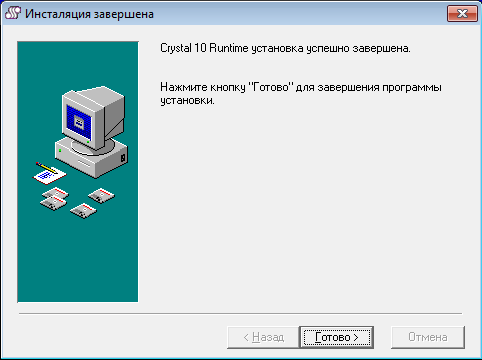 Инсталяция завершена
Crystal 10 Runtime установка успешно завершена.
Нажмите кнопку "Готово" для завершения программы
установки.
< Назад
Готово >
Отмена